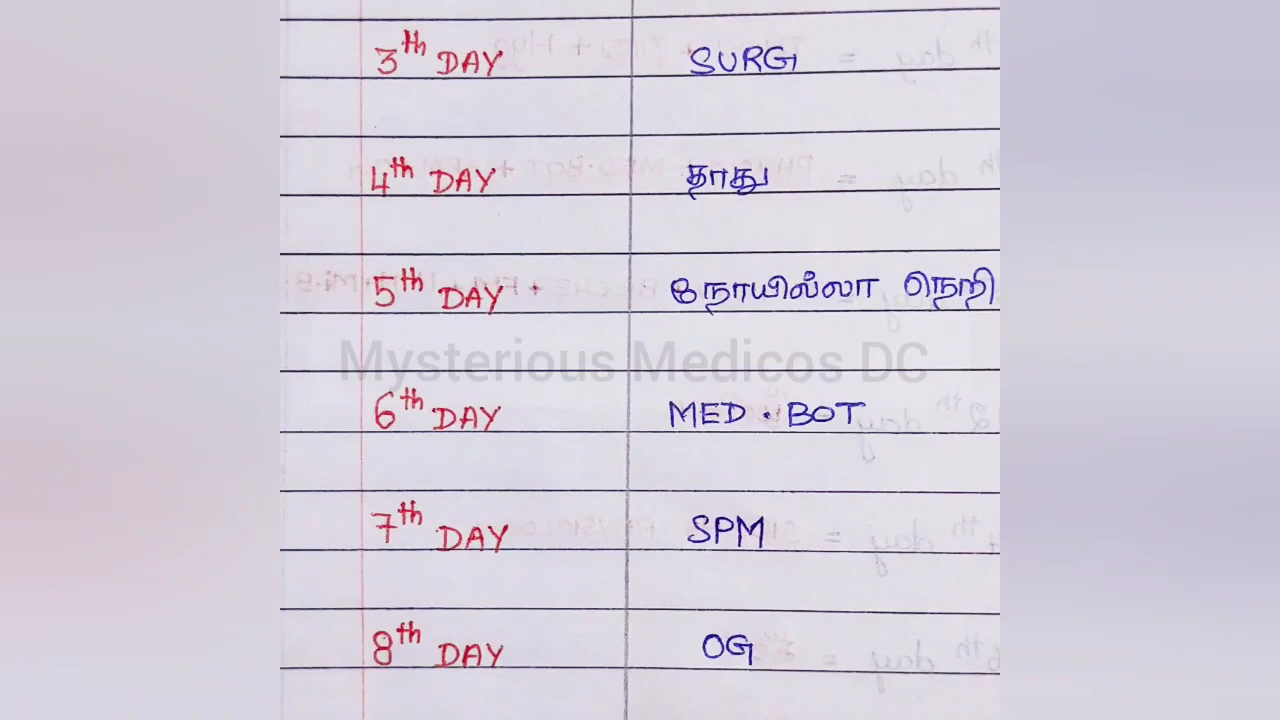 3th DAY SURG
4th DAY தாது
5th DAY நோயில்லா நெறி
Mysterious Medicos DC
6th DAY MED . BOT
7th DAY SPM
8th DAY OG